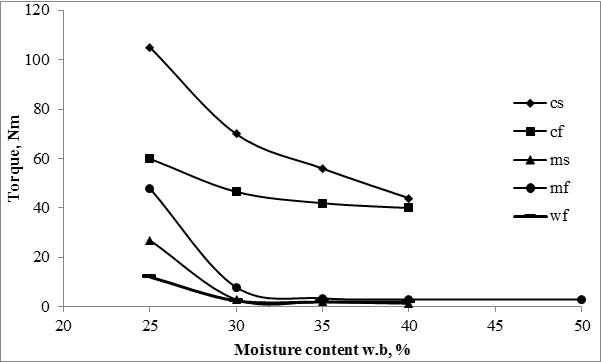 120
100
80
60
40
20
0
Torque, Nm
20 25 30 35 40 45 50
Moisture content w.b, %
cs
cf
ms
mf
wf